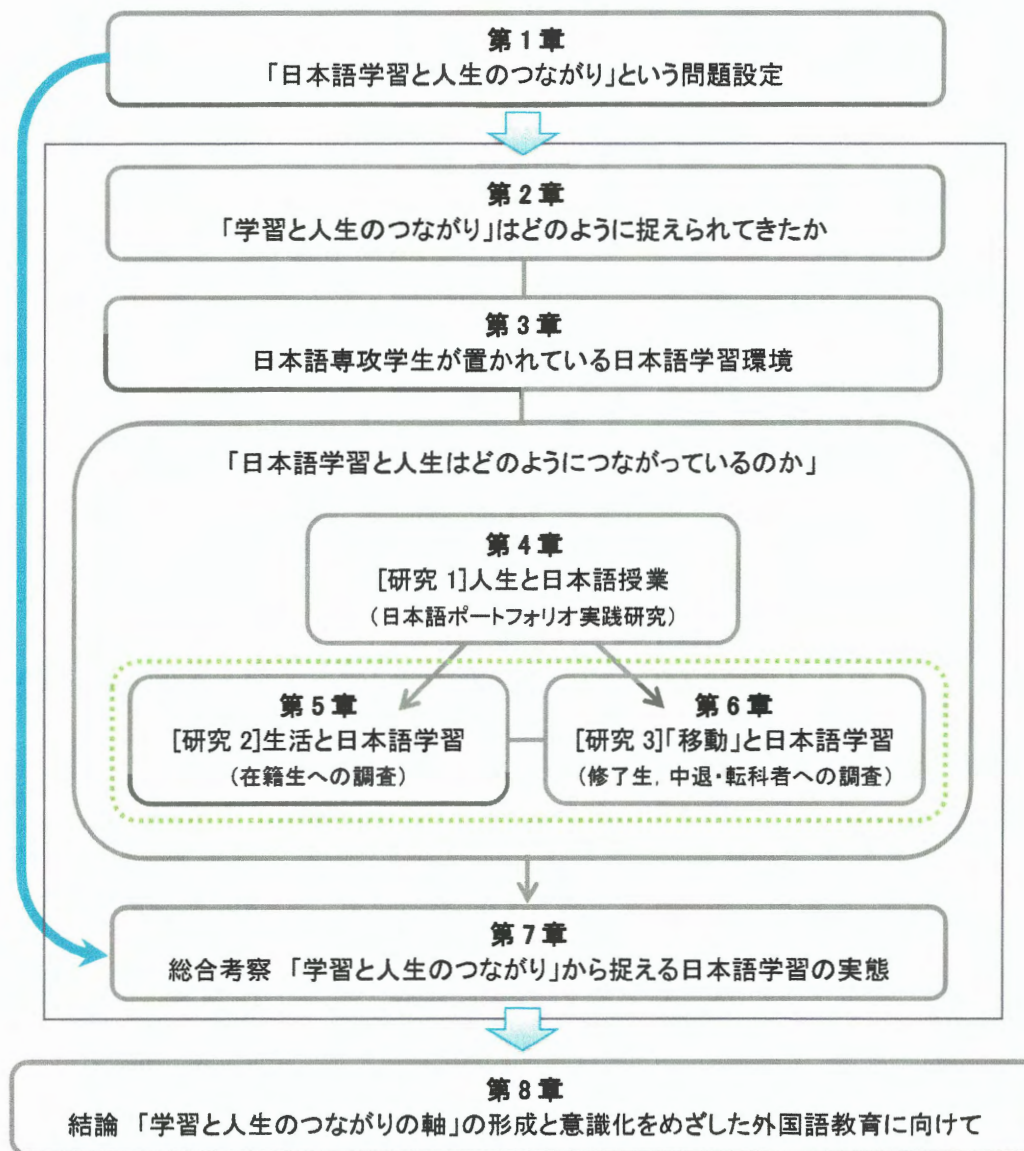 第1章
「日本語学習と人生のつながり」という問題設定
第2章
「学習と人生のつながり」はどのように捉えられてきたか
第3章
日本語専攻学生が置かれている日本語学習環境
「日本語学習と人生はどのようにつながっているのか」
第4章
[研究1]人生と日本語授業
(日本語ポートフォリオ実践研究)
第5章
[研究2]生活と日本語学習
(在籍生への調査)
第6章
[研究3]「移動」と日本語学習
(修了生,中退・転科者への調査)
第7章
総合考察 「学習と人生のつながり」から捉える日本語学習の実態
第8章
結論 「学習と人生のつながりの軸」の形成と意識化をめざした外国語教育に向けて